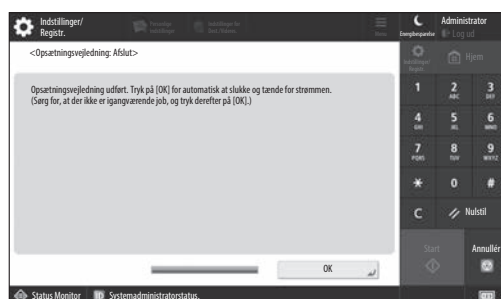 Indstillinger/
Registr.
Personlige
Indstillinger
Indstillinger for
Menu
Energibesparelse
Administrator
Log ud
<Opsætningsvejledning: Afslut>
Indstillinger/
Registr.
Hjem
Opsætningsvejledning udført. Tryk på [OK] for automatisk at slukke og tænde for strømmen.
(Sørg for, at der ikke er igangværende job, og tryk derefter på [OK].)
1
2
ABC
3
DEF
4
GHI
5
JKL
6
MNO
7
PQRS
8
TUV
9
WXYZ
*
0
#
C
Nulstil
OK
Start
Annullér
Status Monitor
ID
Systemadministratorstatus.